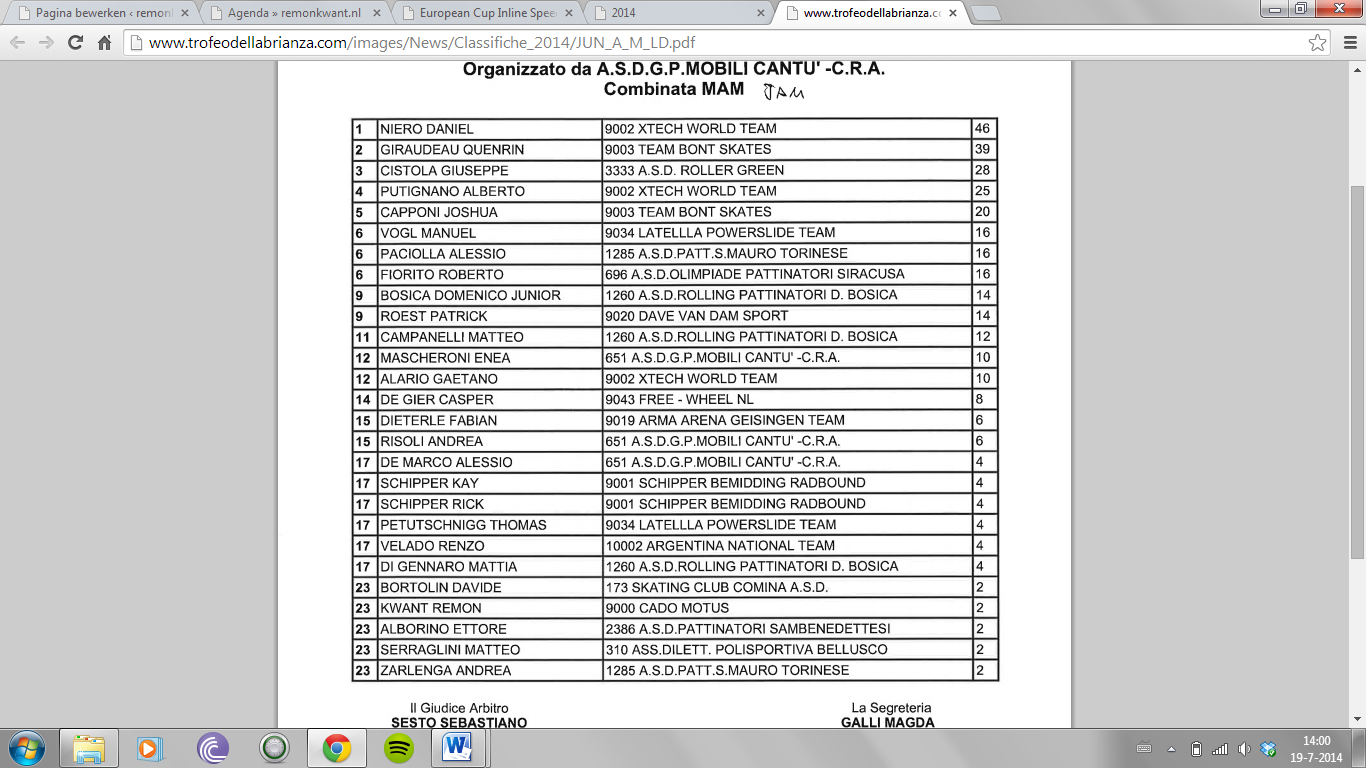 Pagina bewerken ‹ remonk
Agenda » remonkwant.nl
European Cup Inline Spee
2014
www.trofeodellabrianza.co
www.trofeodellabrianza.com/images/News/Classifiche_2014/JUN_A_M_LD.pdf
Organizzato da A.S.D.G.P.MOBILI CANTU' -C.R.A.
Combinata MAM JAM
1 NIERO DANIEL 9002 XTECH WORLD TEAM 46
2 GIRAUDEAU QUENRIN 9003 TEAM BONT SKATES 39
3 CISTOLA GIUSEPPE 3333 A.S.D. ROLLER GREEN 28
4 PUTIGNANO ALBERTO 9002 XTECH WORLD TEAM 25
5 CAPPONI JOSHUA 9003 TEAM BONT SKATES 20
6 VOGL MANUEL 9034 LATELLLA POWERSLIDE TEAM 16
6 PACIOLLA ALESSIO 1285 A.S.D.PATT.S.MAURO TORINESE 16
6 FIORITO ROBERTO 696 A.S.D.OLIMPIADE PATTINATORI SIRACUSA 16
9 BOSICA DOMENICO JUNIOR 1260 A.S.D.ROLLING PATTINATORI D. BOSICA 14
9 ROEST PATRICK 9020 DAVE VAN DAM SPORT 14
11 CAMPANELLI MATTEO 1260 A.S.D.ROLLING PATTINATORI D. BOSICA 12
12 MASCHERONI ENEA 651 A.S.D.G.P.MOBILI CANTU' -C.R.A. 10
12 ALARIO GAETANO 9002 XTECH WORLD TEAM 10
14 DE GIER CASPER 9043 FREE - WHEEL NL 8
15 DIETERLE FABIAN 9019 ARMA ARENA GEISINGEN TEAM 6
15 RISOLI ANDREA 651 A.S.D.G.P.MOBILI CANTU' -C.R.A. 6
17 DE MARCO ALESSIO 651 A.S.D.G.P.MOBILI CANTU' -C.R.A. 4
17 SCHIPPER KAY 9001 SCHIPPER BEMIDDING RADBOUND 4
17 SCHIPPER RICK 9001 SCHIPPER BEMIDDING RADBOUND 4
17 PETUTSCHNIGG THOMAS 9034 LATELLLA POWERSLIDE TEAM 4
17 VELADO RENZO 10002 ARGENTINA NATIONAL TEAM 4
17 DI GENNARO MATTIA 1260 A.S.D.ROLLING PATTINATORI D. BOSICA 4
23 BORTOLIN DAVIDE 173 SKATING CLUB COMINA A.S.D. 2
23 KWANT REMON 9000 CADO MOTUS 2
23 ALBORINO ETTORE 2386 A.S.D.PATTINATORI SAMBENEDETTESI 2
23 SERRAGLINI MATTEO 310 ASS.DILETT. POLISPORTIVA BELLUSCO 2
23 ZARLENGA ANDREA 1285 A.S.D.PATT.S.MAURO TORINESE 2
Il Giudice Arbitro La Segreteria
SESTO SEBASTIANO GALLI MAGDA
14:00
19-7-2014